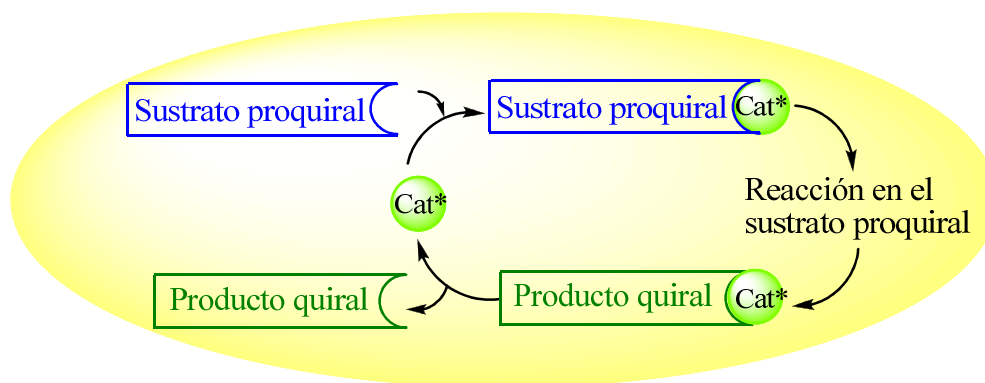 Sustrato proquiral
Sustrato proquiral
Cat*
Cat*
Reacción en el
sustrato proquiral
Producto quiral
Producto quiral
Cat*